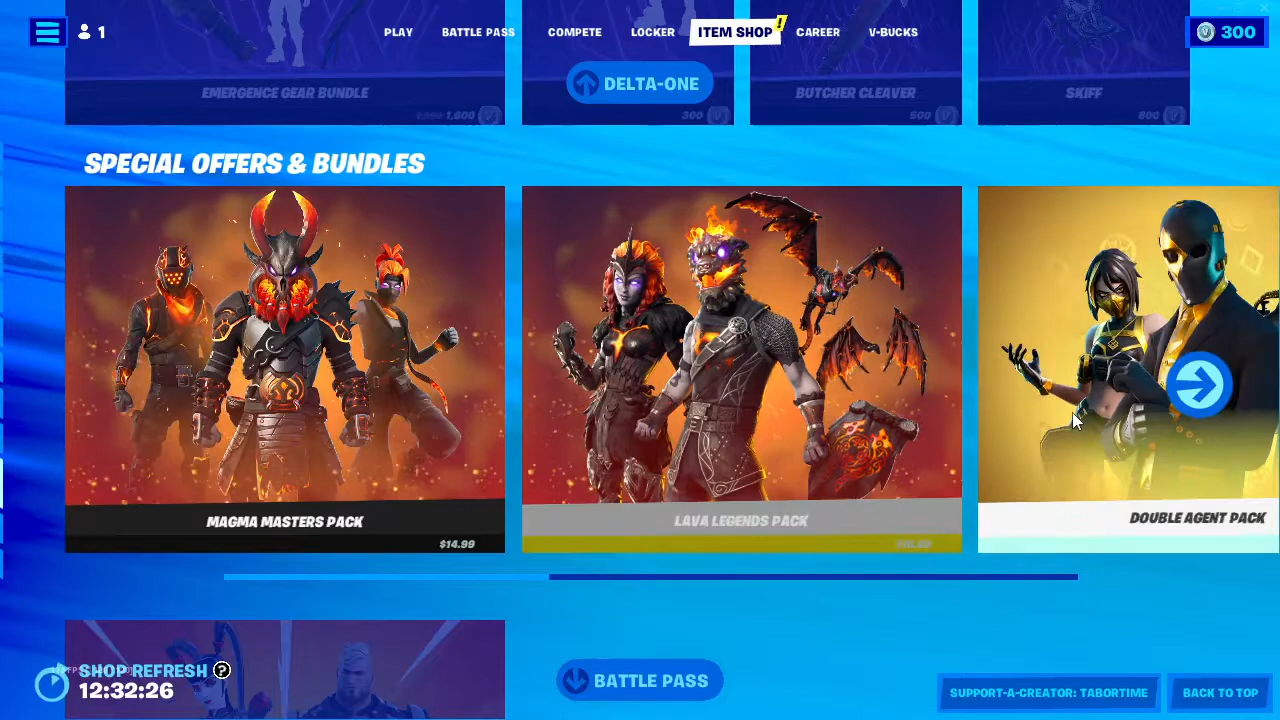 1
PLAY
BATTLE PASS
COMPETE
LOCKER
ITEM SHOP
!
CAREER
V-BUCKS
300
DELTA-ONE
EMERGENCE GEAR BUNDLE
BUTCHER CLEAVER
SKIFF
1,600
300
500
800
SPECIAL OFFERS & BUNDLES
MAGMA MASTERS PACK
$14.99
LAVA LEGENDS PACK
DOUBLE AGENT PACK
SHOP REFRESH ?
12:32:26
BATTLE PASS
SUPPORT-A-CREATOR: TABORTIME
BACK TO TOP